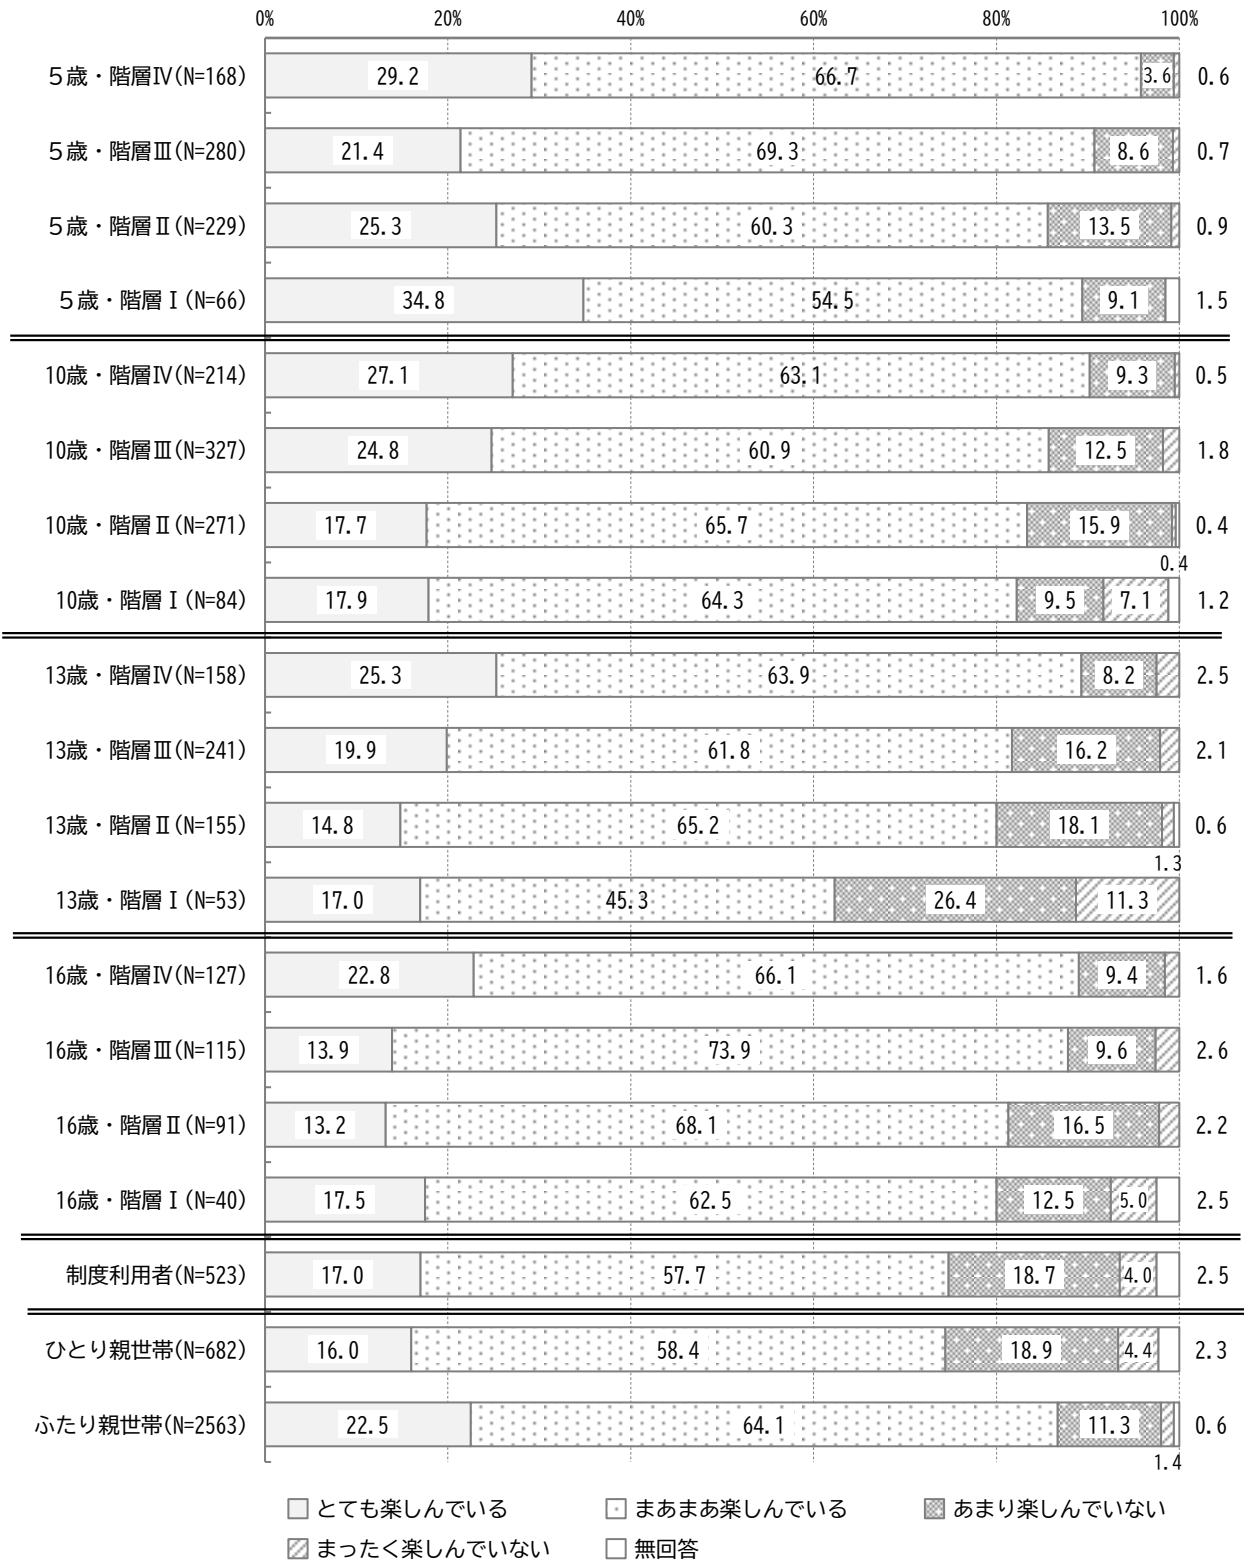 0% 20% 40% 60% 80% 100%
5歳・階層Ⅳ(N=168) 29.2 66.7 3.6 0.6
5歳・階層Ⅲ(N=280) 21.4 69.3 8.6 0.7
5歳・階層Ⅱ(N=229) 25.3 60.3 13.5 0.9
5歳・階層Ⅰ(N=66) 34.8 54.5 9.1 1.5
10歳・階層Ⅳ(N=214) 27.1 63.1 9.3 0.5
10歳・階層Ⅲ(N=327) 24.8 60.9 12.5 1.8
10歳・階層Ⅱ(N=271) 17.7 65.7 15.9 0.4
0.4
10歳・階層Ⅰ(N=84) 17.9 64.3 9.5 7.1 1.2
13歳・階層Ⅳ(N=158) 25.3 63.9 8.2 2.5
13歳・階層Ⅲ(N=241) 19.9 61.8 16.2 2.1
13歳・階層Ⅱ(N=155) 14.8 65.2 18.1 0.6
1.3
13歳・階層Ⅰ(N=53) 17.0 45.3 26.4 11.3
16歳・階層Ⅳ(N=127) 22.8 66.1 9.4 1.6
16歳・階層Ⅲ(N=115) 13.9 73.9 9.6 2.6
16歳・階層Ⅱ(N=91) 13.2 68.1 16.5 2.2
16歳・階層Ⅰ(N=40) 17.5 62.5 12.5 5.0 2.5
制度利用者(N=523) 17.0 57.7 18.7 4.0 2.5
ひとり親世帯(N=682) 16.0 58.4 18.9 4.4 2.3
ふたり親世帯(N=2563) 22.5 64.1 11.3 0.6
1.4
とても楽しんでいる まあまあ楽しんでいる あまり楽しんでいない
まったく楽しんでいない 無回答